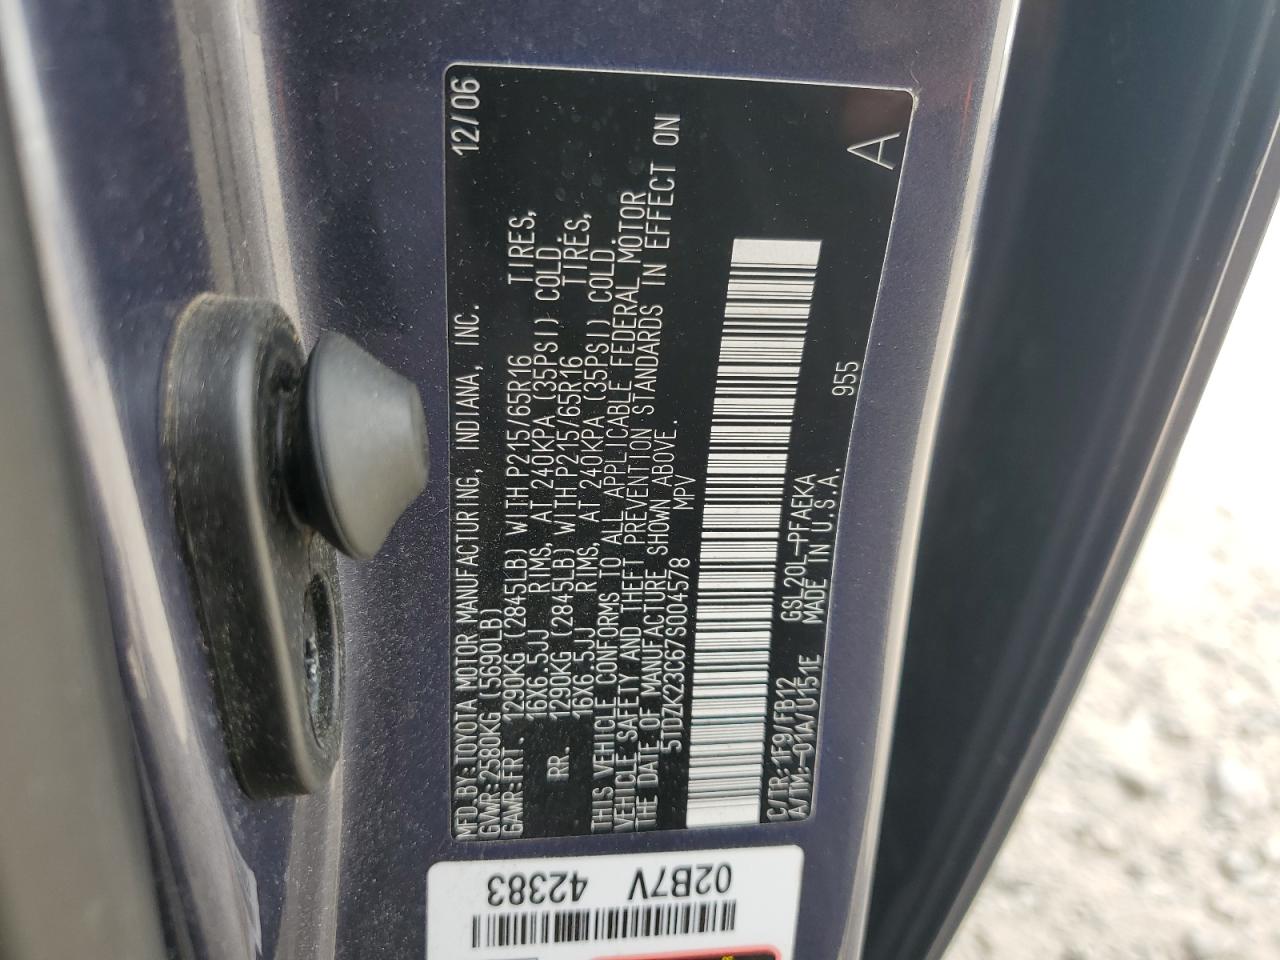 MFD.BY:TOYOTA MOTOR MANUFACTURING, INDIANA, INC. 12/06
GVWR:2580KG(5690LB)
GAWR:FRT. 1290KG (2845LB) WITH P215/65R16 TIRES,
16X6.5JJ RIMS, AT 240KPA (35PSI) COLD.
RR. 1290KG (2845LB) WITH P215/65R16 TIRES,
16X6.5JJ RIMS, AT 240KPA (35PSI) COLD.
THIS VEHICLE CONFORMS TO ALL APPLICABLE FEDERAL MOTOR
VEHICLE SAFETY AND THEFT PREVENTION STANDARDS IN EFFECT ON
THE DATE OF MANUFACTURE SHOWN ABOVE.
5TDZK23C67S004578 MPV
C/TR:1F9/FB12 GSL20L-PFAEKA
A/TM:-01A/U151E MADE IN U.S.A. 955
A
42383
02B7V